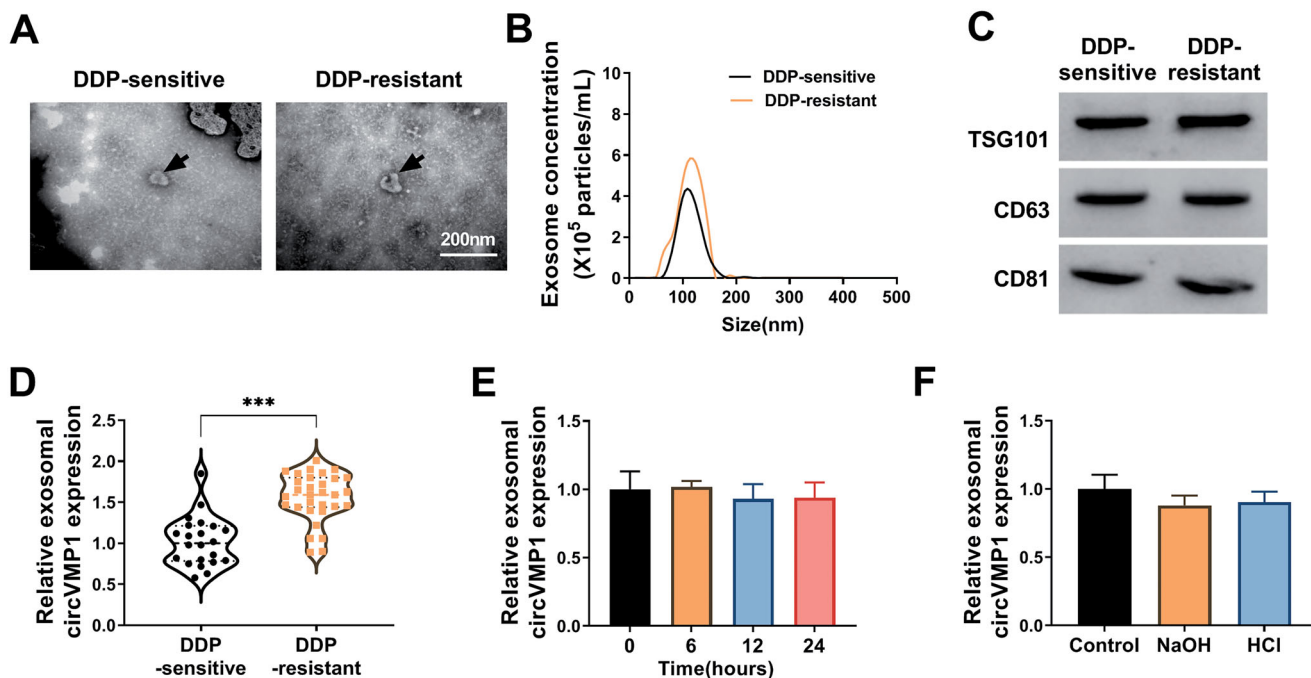 A
DDP-sensitive
DDP-resistant
200nm
B
Exosome concentration
(X10⁵ particles/mL)
10
8
6
4
2
0
0
100
200
300
400
500
Size(nm)
DDP-sensitive
DDP-resistant
C
DDP-
sensitive
DDP-
resistant
TSG101
CD63
CD81
D
Relative exosomal
circVMP1 expression
2.5
2.0
1.5
1.0
0.5
0.0
***
DDP
-sensitive
DDP
-resistant
E
Relative exosomal
circVMP1 expression
1.5
1.0
0.5
0.0
0
6
12
24
Time(hours)
F
Relative exosomal
circVMP1 expression
1.5
1.0
0.5
0.0
Control
NaOH
HCl